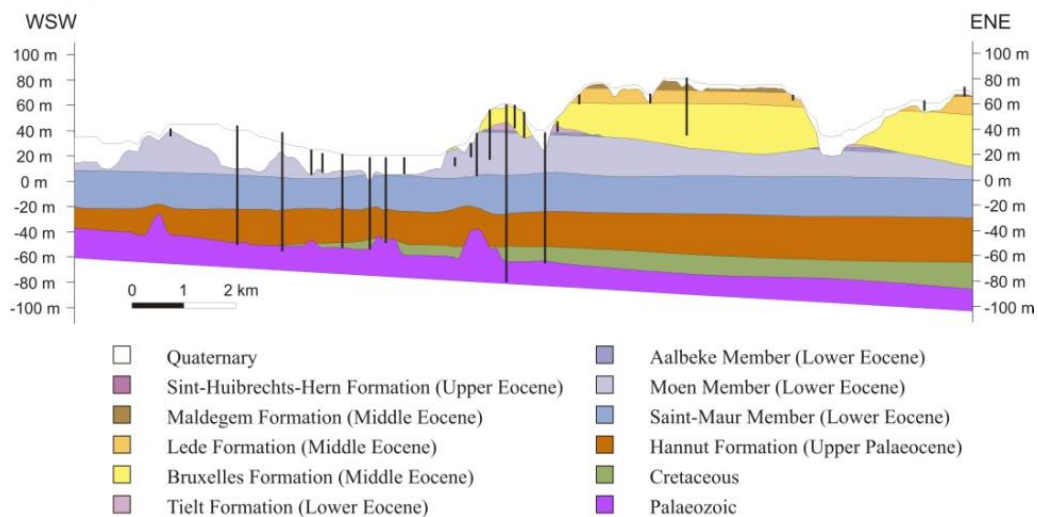 WSW ENE
100 m 100 m
80 m 80 m
60 m 60 m
40 m 40 m
20 m 20 m
0 m 0 m
-20 m -20 m
-40 m -40 m
-60 m -60 m
-80 m -80 m
-100 m -100 m
0 1 2 km
Quaternary
Sint-Huibrechts-Hern Formation (Upper Eocene)
Maldegem Formation (Middle Eocene)
Lede Formation (Middle Eocene)
Bruxelles Formation (Middle Eocene)
Tielt Formation (Lower Eocene)
Aalbeke Member (Lower Eocene)
Moen Member (Lower Eocene)
Saint-Maur Member (Lower Eocene)
Hannut Formation (Upper Palaeocene)
Cretaceous
Palaeozoic